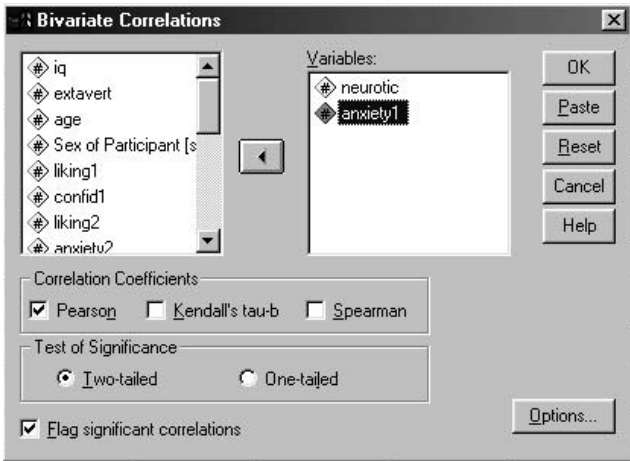 Bivariate Correlations
iq
extavert
age
Sex of Participant [s
liking1
confid1
liking2
anxiety2
Variables:
neurotic
anxiety1
OK
Paste
Reset
Cancel
Help
Correlation Coefficients
Pearson Kendall's tau-b Spearman
Test of Significance
Two-tailed One-tailed
Flag significant correlations
Options...